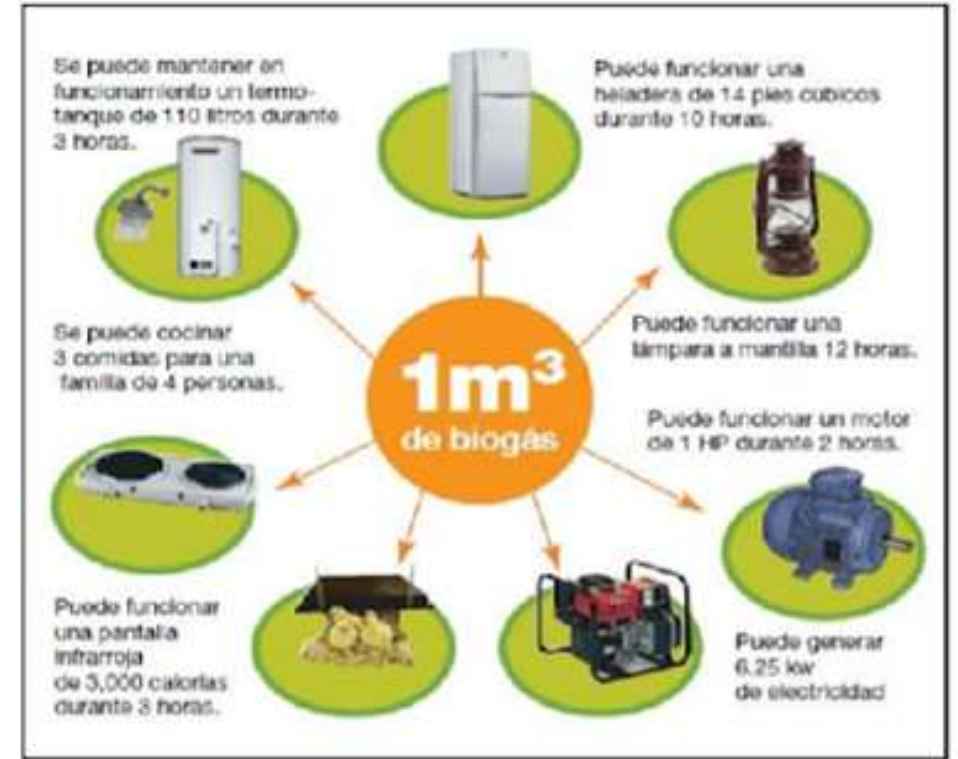 Se puede mantener en
funcionamiento un termo-
tanque de 110 litros durante
3 horas.
Puede funcionar una
heladera de 14 pies cúbicos
durante 10 horas.
Se puede cocinar
3 comidas para una
familia de 4 personas.
1m³
de biogás
Puede funcionar una
lámpara a mantilla 12 horas.
Puede funcionar un motor
de 1 HP durante 2 horas.
Puede funcionar
una pantalla
infrarroja
de 3,000 calorías
durante 3 horas.
Puede generar
6.25 kw
de electricidad